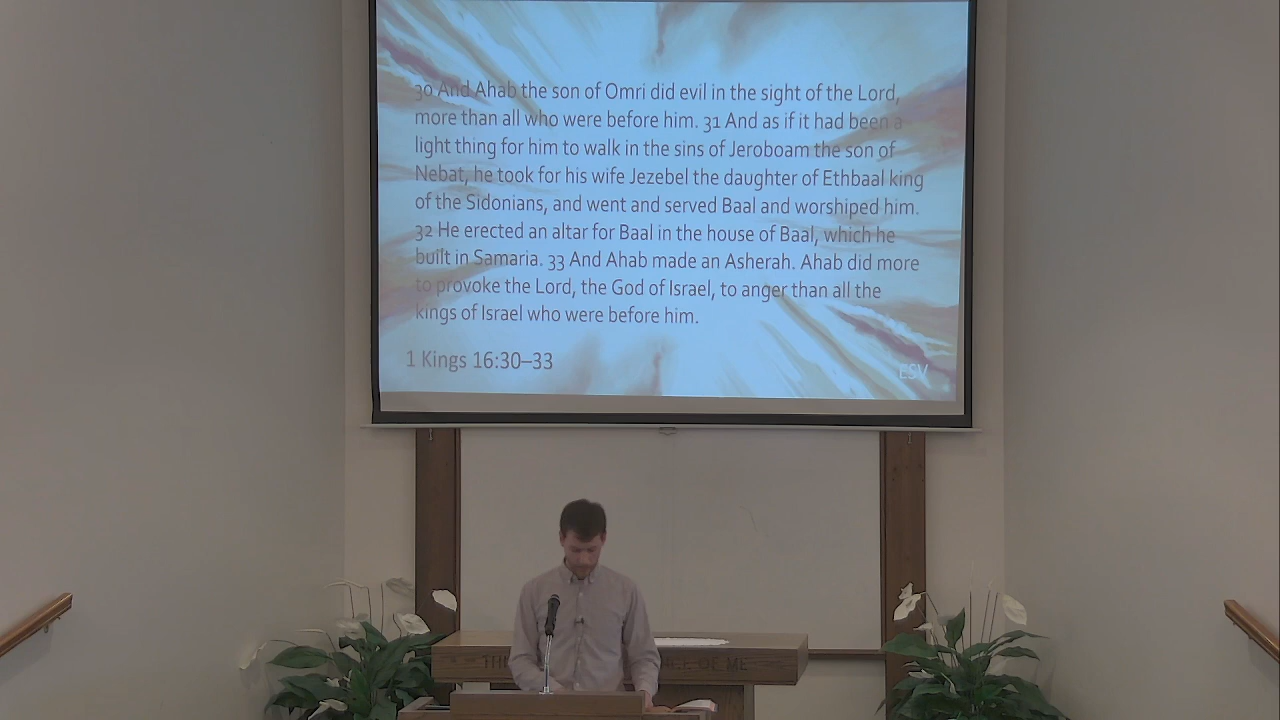 30 And Ahab the son of Omri did evil in the sight of the Lord,
more than all who were before him. 31 And as if it had been a
light thing for him to walk in the sins of Jeroboam the son of
Nebat, he took for his wife Jezebel the daughter of Ethbaal king
of the Sidonians, and went and served Baal and worshiped him.
32 He erected an altar for Baal in the house of Baal, which he
built in Samaria. 33 And Ahab made an Asherah. Ahab did more
to provoke the Lord, the God of Israel, to anger than all the
kings of Israel who were before him.
1 Kings 16:30–33
ESV
OF ME